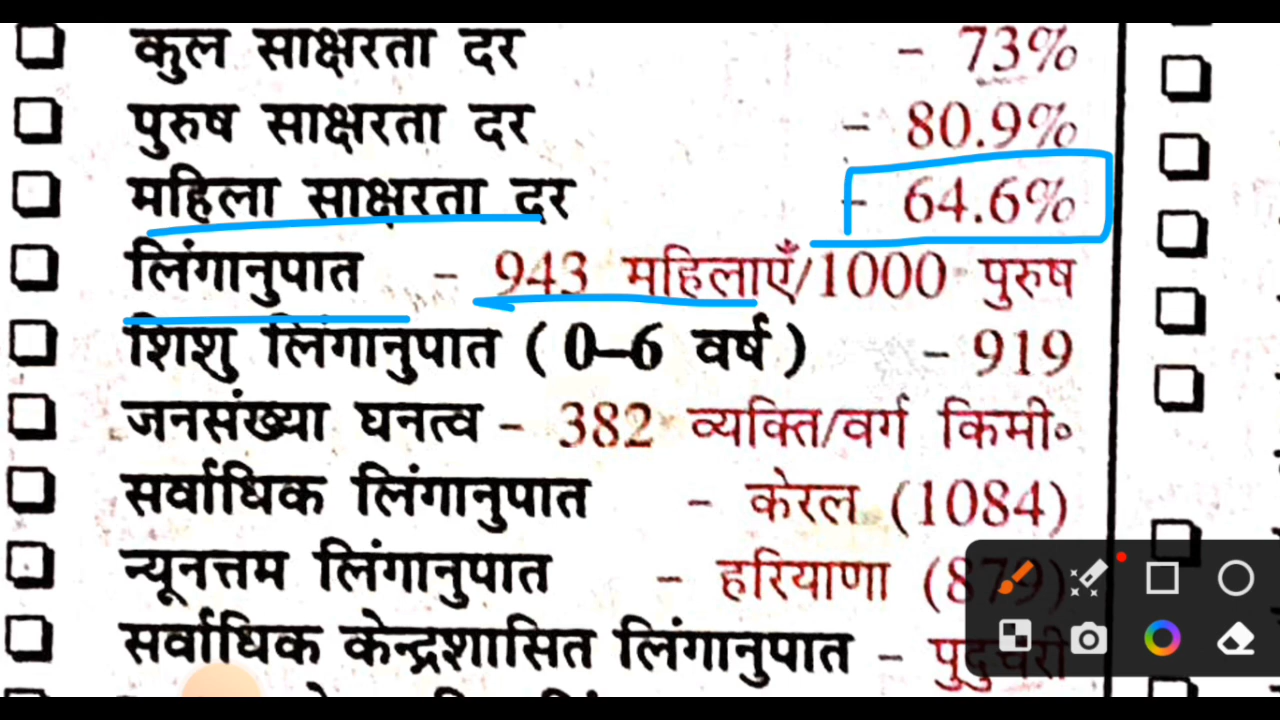 कुल साक्षरता दर - 73%
पुरुष साक्षरता दर - 80.9%
महिला साक्षरता दर - 64.6%
लिंगानुपात - 943 महिलाएँ/1000 पुरुष
शिशु लिंगानुपात (0–6 वर्ष) - 919
जनसंख्या घनत्व - 382 व्यक्ति/वर्ग किमी॰
सर्वाधिक लिंगानुपात - केरल (1084)
न्यूनत्तम लिंगानुपात - हरियाणा (879)
सर्वाधिक केन्द्रशासित लिंगानुपात - पुदुचेरी